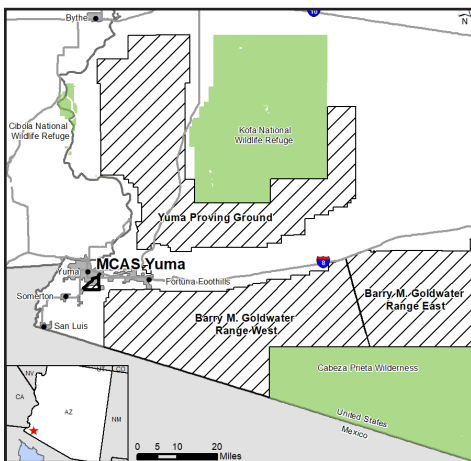 10
N
Blythe
Cibola National
Wildlife Refuge
Kofa National
Wildlife Refuge
Yuma Proving Ground
8
MCAS Yuma
Yuma
Fortuna Foothills
Somerton
San Luis
Barry M. Goldwater
Range West
Barry M. Goldwater
Range East
Cabeza Prieta Wilderness
United States
Mexico
NV
UT
CO
CA
AZ
NM
0 5 10 20
Miles